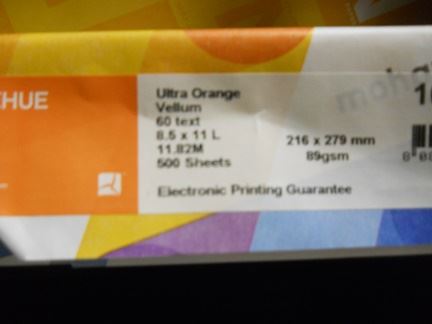 HUE
Ultra Orange
Vellum
60 text
8.5 x 11 L
11.82M
500 Sheets
216 x 279 mm
89gsm
Electronic Printing Guarantee